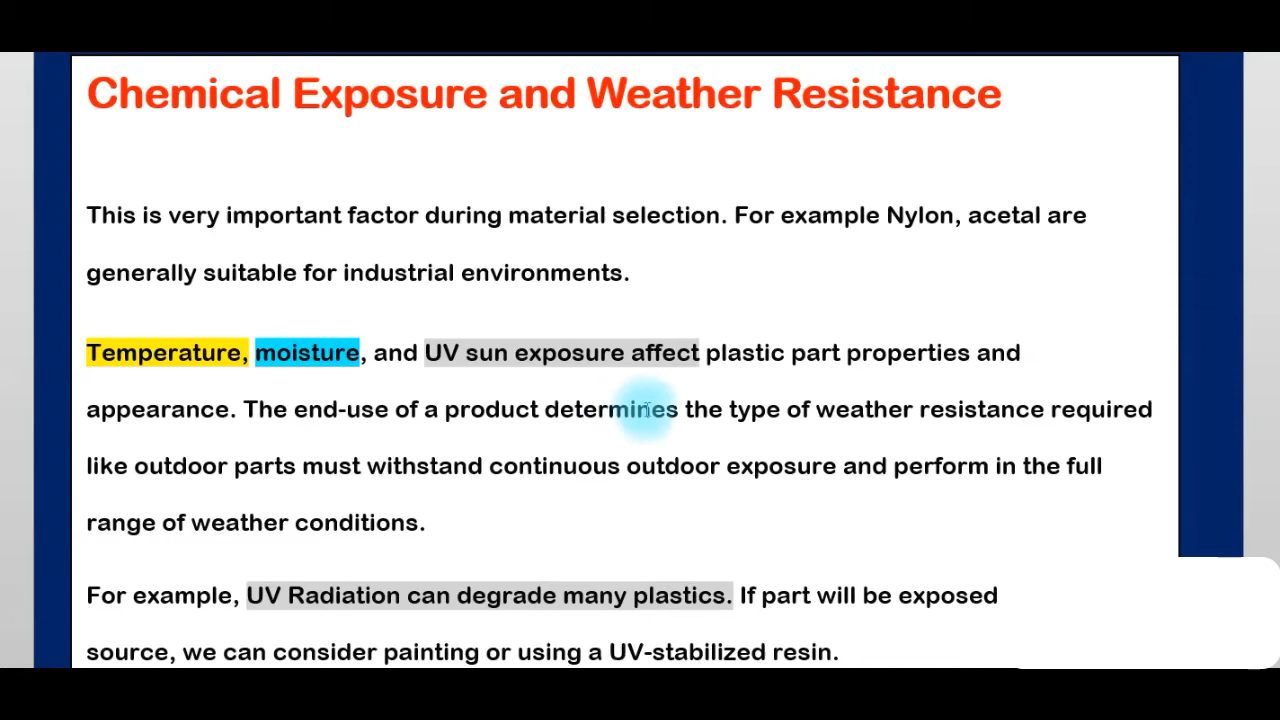 Chemical Exposure and Weather Resistance
This is very important factor during material selection. For example Nylon, acetal are
generally suitable for industrial environments.
Temperature, moisture, and UV sun exposure affect plastic part properties and
appearance. The end-use of a product determines the type of weather resistance required
like outdoor parts must withstand continuous outdoor exposure and perform in the full
range of weather conditions.
For example, UV Radiation can degrade many plastics. If part will be exposed
source, we can consider painting or using a UV-stabilized resin.